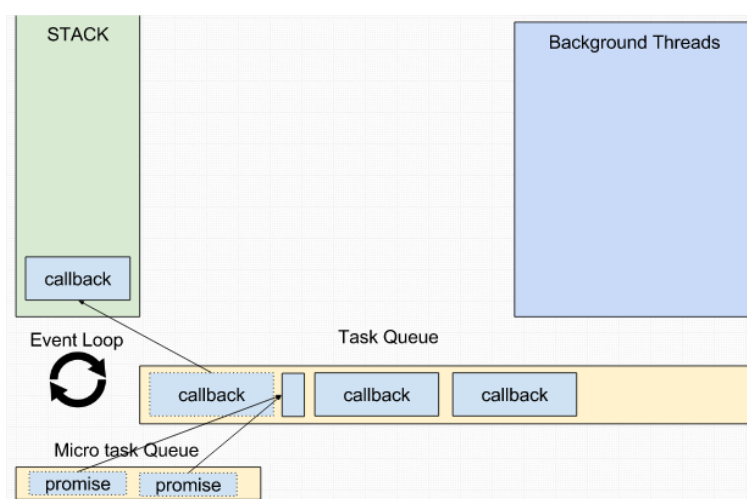 STACK
Background Threads
callback
Event Loop
Task Queue
callback
callback
callback
Micro task Queue
promise
promise